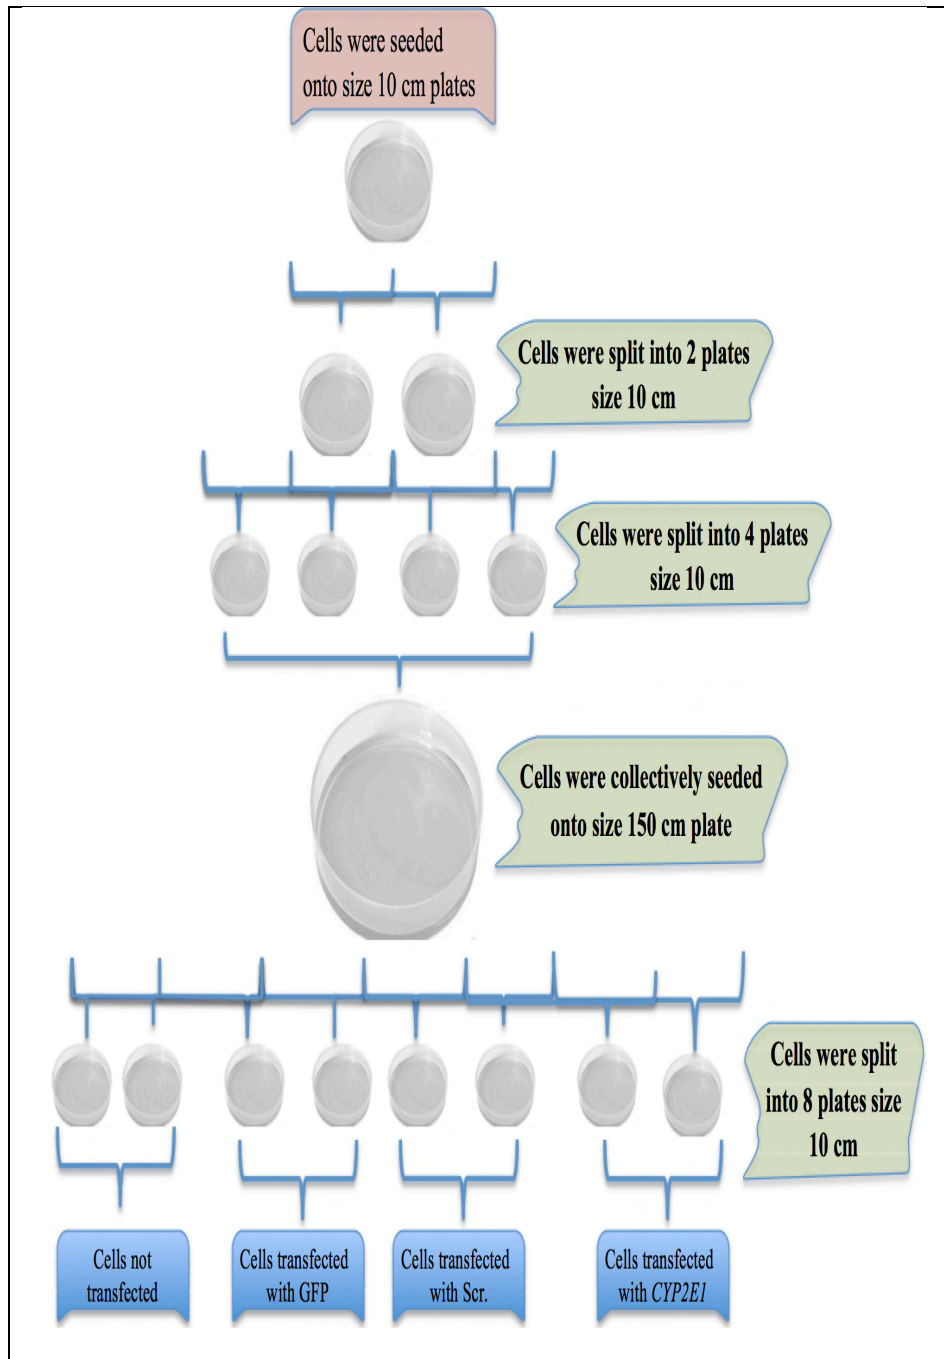 Cells were seeded
onto size 10 cm plates
Cells were split into 2 plates
size 10 cm
Cells were split into 4 plates
size 10 cm
Cells were collectively seeded
onto size 150 cm plate
Cells were split
into 8 plates size
10 cm
Cells not
transfected
Cells transfected
with GFP
Cells transfected
with Scr.
Cells transfected
with CYP2E1